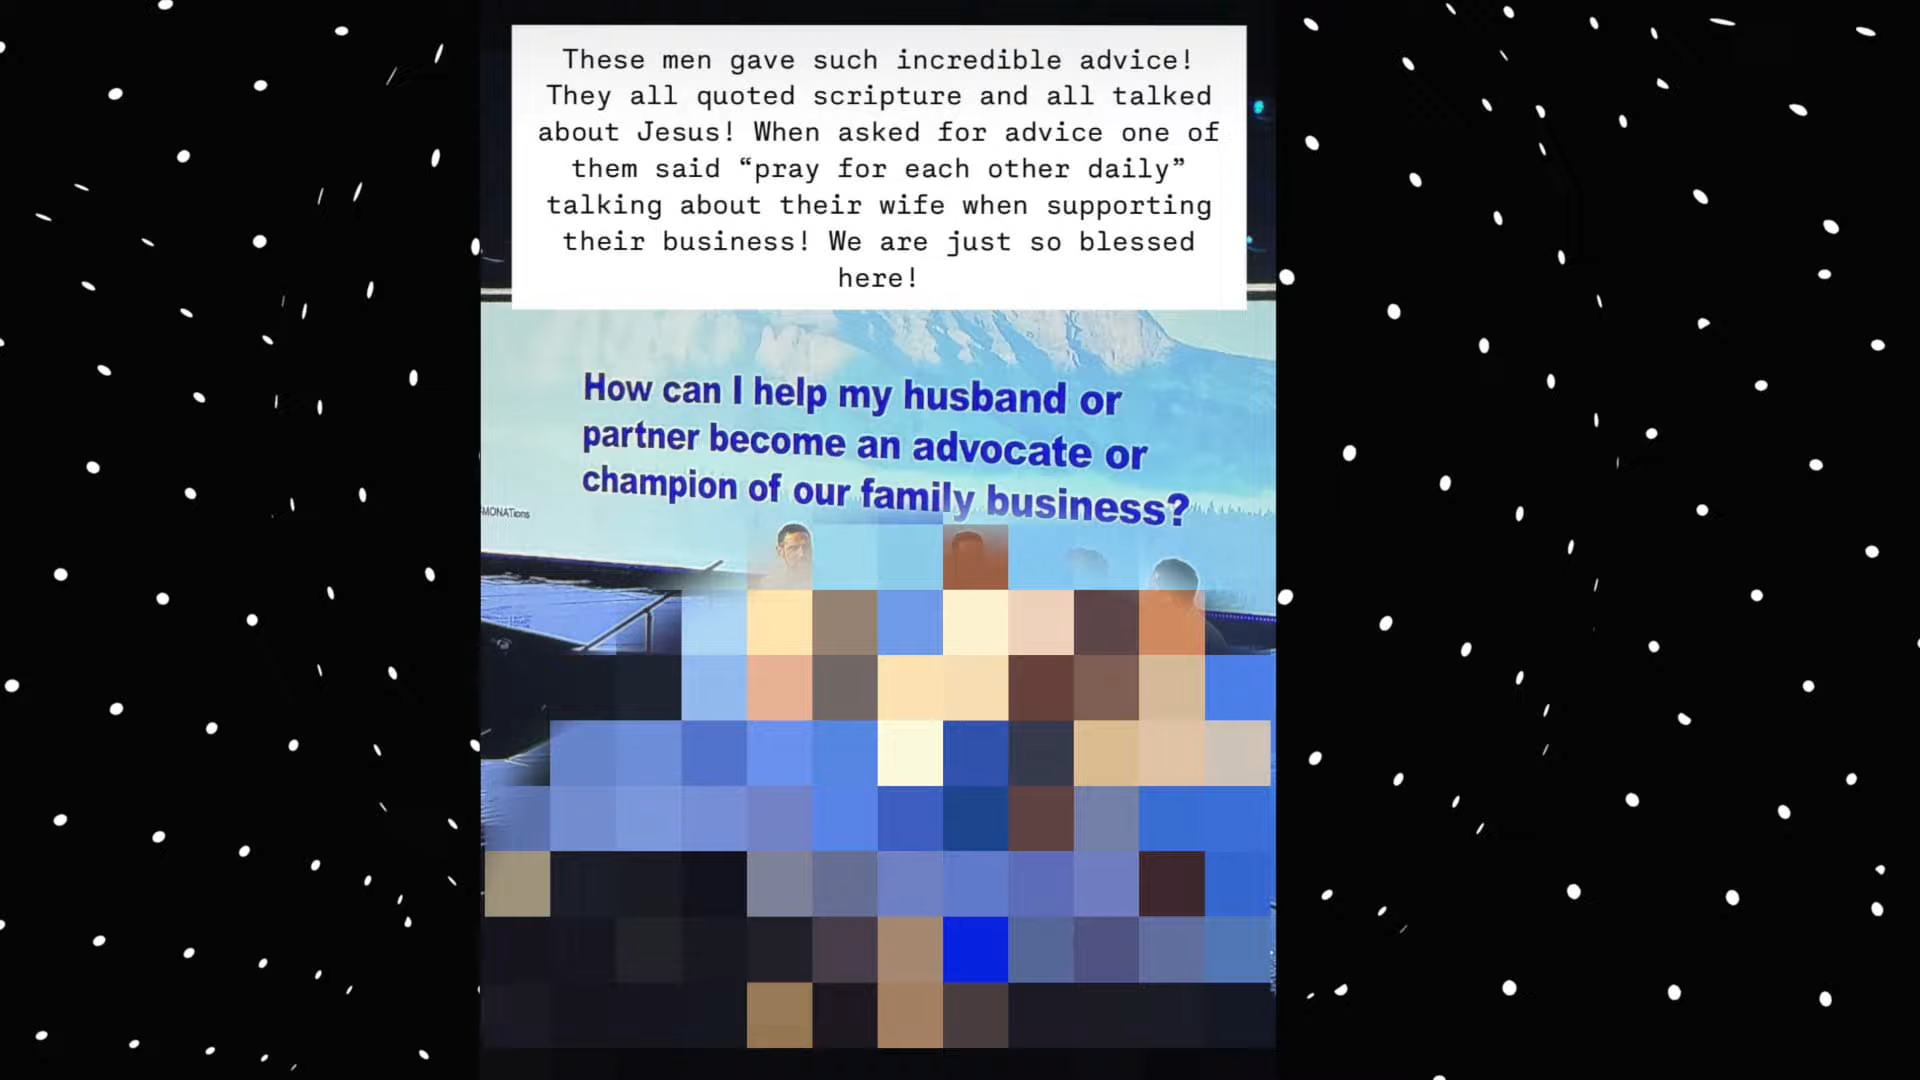 These men gave such incredible advice!
They all quoted scripture and all talked
about Jesus! When asked for advice one of
them said “pray for each other daily”
talking about their wife when supporting
their business! We are just so blessed
here!
How can I help my husband or
partner become an advocate or
champion of our family business?
MONATions